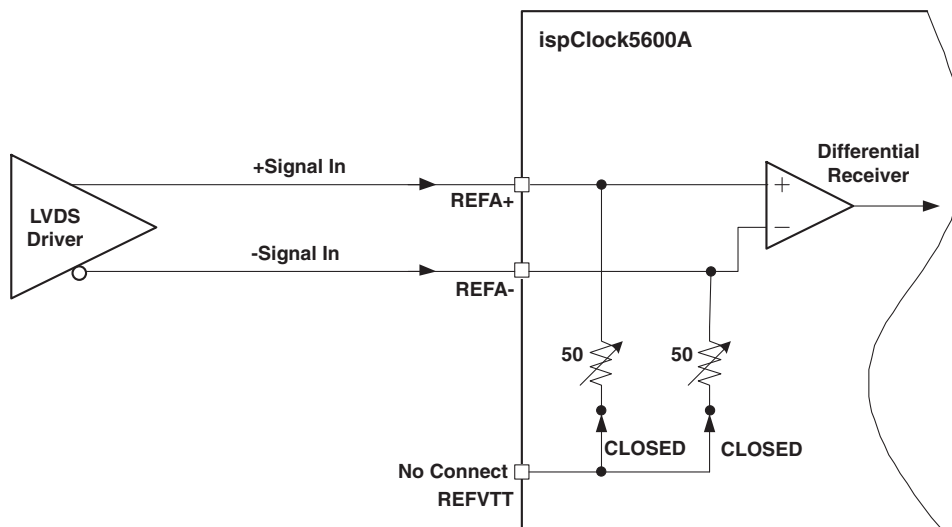 ispClock5600A
+Signal In
REFA+
LVDS
Driver
Differential
Receiver
+
−
-Signal In
REFA-
50
50
CLOSED
CLOSED
No Connect
REFVTT